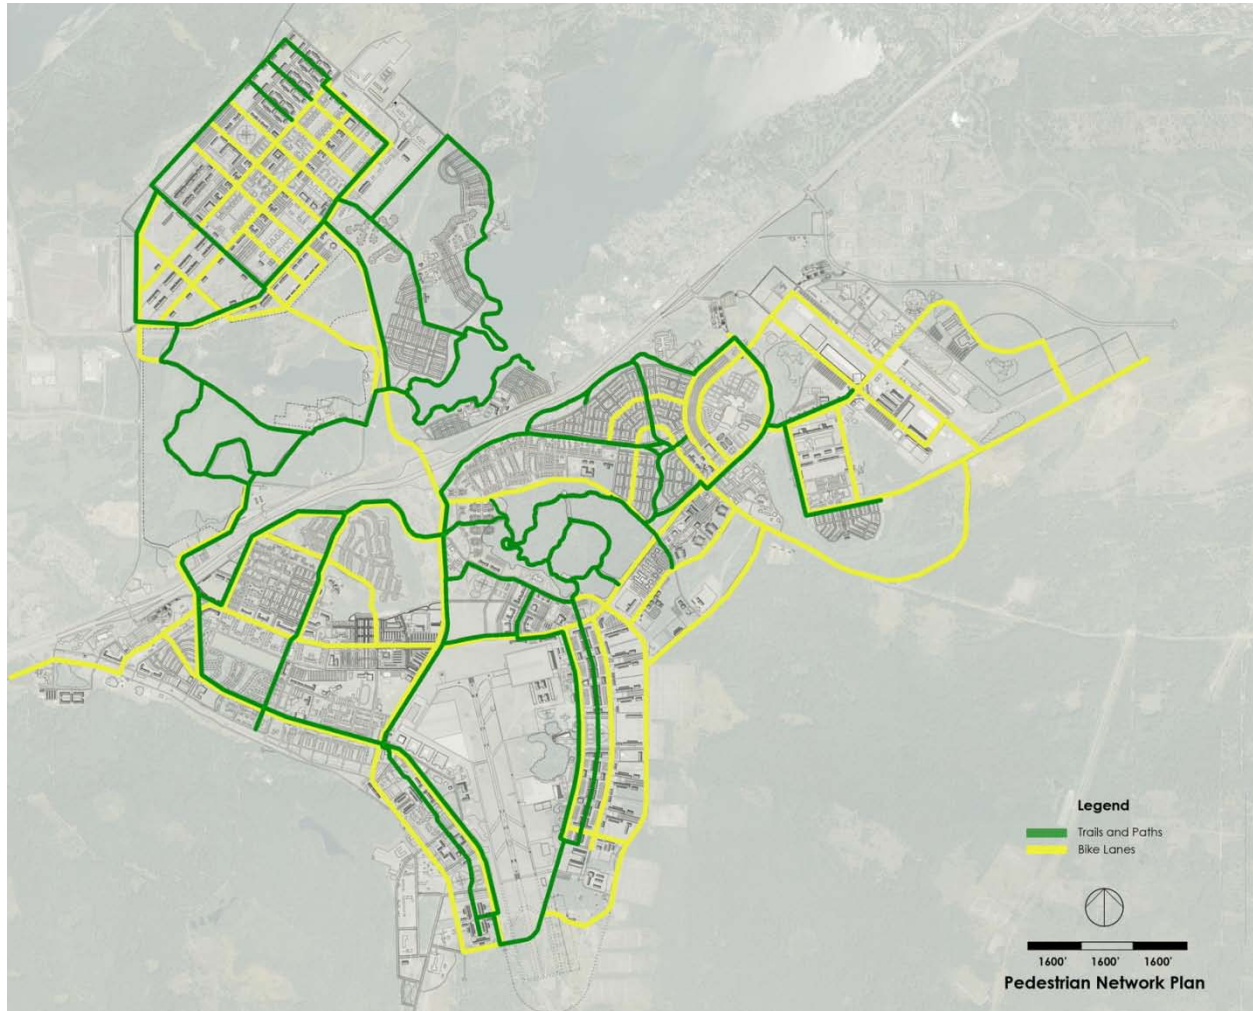 Legend
Trails and Paths
Bike Lanes
1600' 1600' 1600'
Pedestrian Network Plan